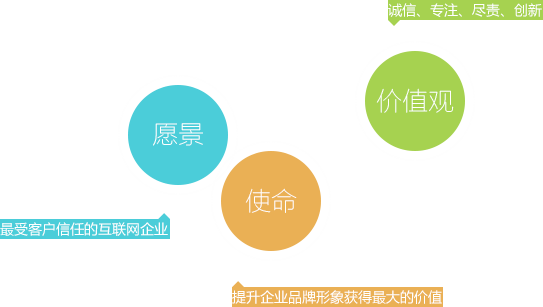 诚信、专注、尽责、创新
价值观
愿景
使命
最受客户信任的互联网企业
提升企业品牌形象获得最大的价值